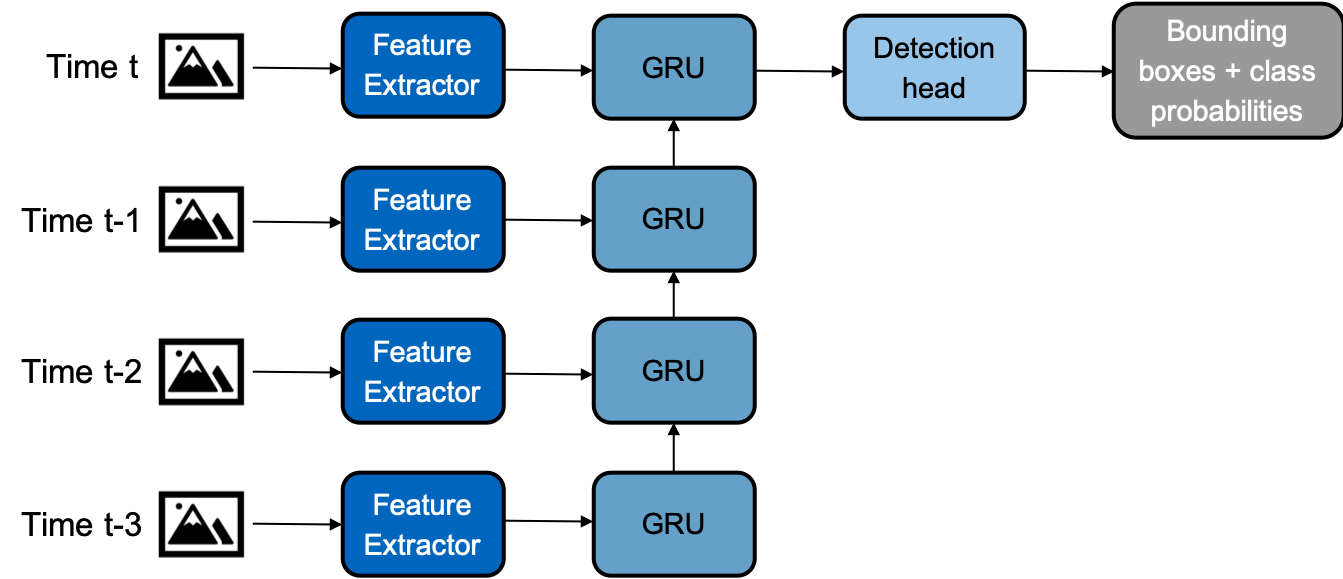 Time t
Feature
Extractor
GRU
Detection
head
Bounding
boxes + class
probabilities
Time t-1
Feature
Extractor
GRU
Time t-2
Feature
Extractor
GRU
Time t-3
Feature
Extractor
GRU